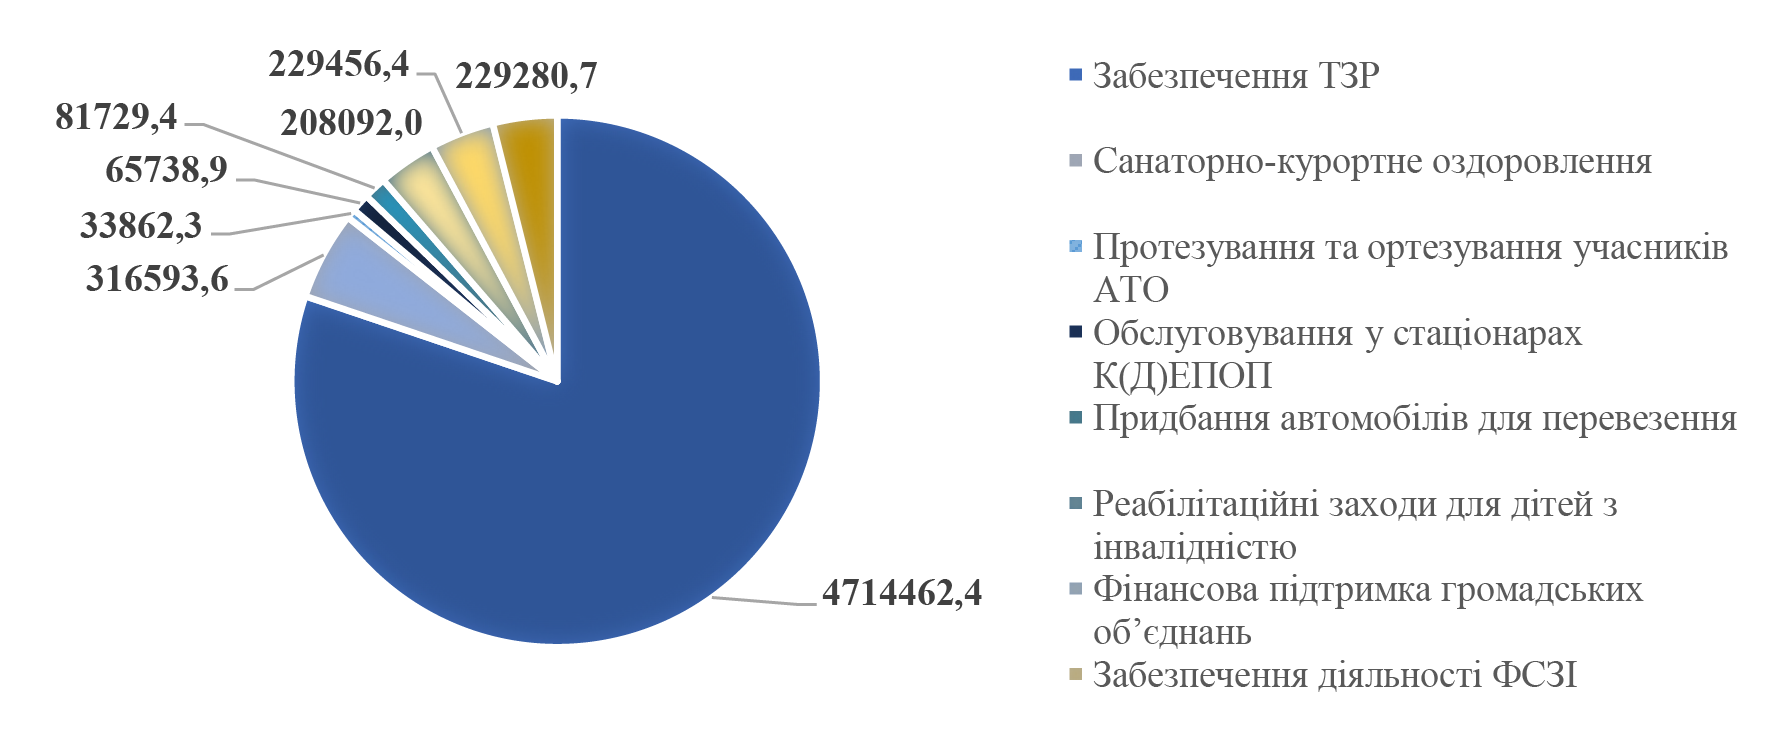 229456,4
229280,7
81729,4
208092,0
65738,9
33862,3
316593,6
4714462,4
Забезпечення ТЗР
Санаторно-курортне оздоровлення
Протезування та ортезування учасників
АТО
Обслуговування у стаціонарах
К(Д)ЕПОП
Придбання автомобілів для перевезення
Реабілітаційні заходи для дітей з
інвалідністю
Фінансова підтримка громадських
об’єднань
Забезпечення діяльності ФСЗІ